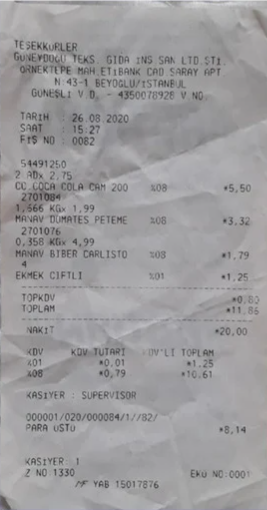 TEŞEKKÜRLER
GÜNEYDOĞU TEKS. GIDA İNŞ SAN LTD.ŞTİ.
ÖRNEKTEPE MAH ETİBANK CAD SARAY APT
N:43-1 BEYOĞLU/İSTANBUL
GÜNEŞLİ V D. - 4350078928 V NO
TARİH : 26.08 2020
SAAT : 15:27
FİŞ NO : 0082
54491250
2 ADx 2,75
CC COCA COLA CAM 200 %08 *5,50
2701084
1,566 KGx 1,99
MANAV DOMATES PETEME %08 *3,32
2701076
0,358 KGx 4,99
MANAV BİBER CARLİSTO %08 *1,79
4
EKMEK ÇİFTLİ %01 *1,25
TOPKDV *0,80
TOPLAM *11,86
NAKİT *20,00
KDV KDV TUTARI KDV'Lİ TOPLAM
%01 *0,01 *1.25
%08 *0,79 *10.61
KASİYER : SUPERVISOR
000001/020/000084/1//82/
PARA ÜSTÜ *8,14
KASİYER 1
Z NO:1330 EKÜ NO:0001
MF YAB 15017876